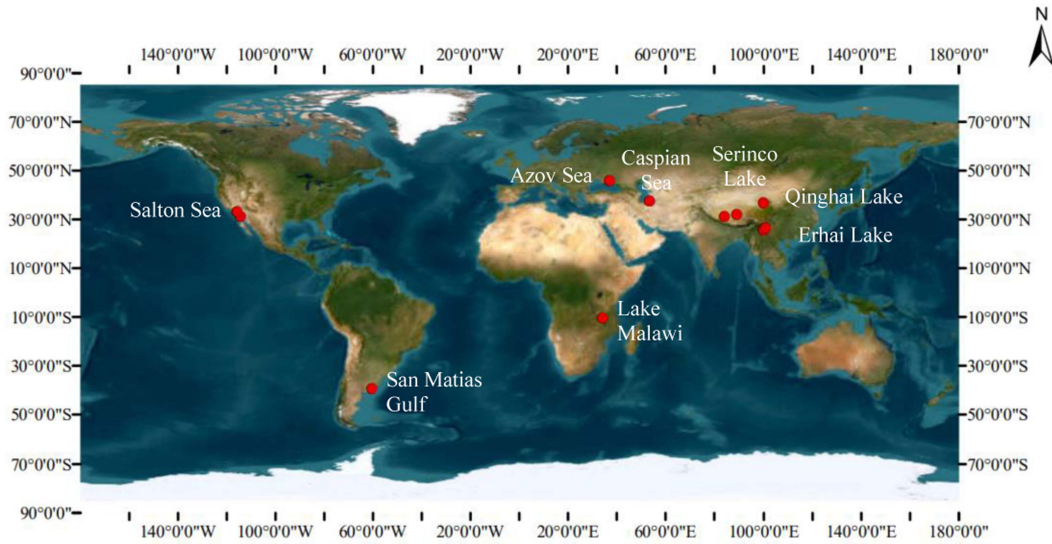 N
140°0'0"W 100°0'0"W 60°0'0"W 20°0'0"E 60°0'0"E 100°0'0"E 140°0'0"E 180°0'0"
90°0'0"
70°0'0"N 70°0'0"N
50°0'0"N 50°0'0"N
30°0'0"N 30°0'0"N
10°0'0"N 10°0'0"N
10°0'0"S 10°0'0"S
30°0'0"S 30°0'0"S
50°0'0"S 50°0'0"S
70°0'0"S 70°0'0"S
90°0'0"
Azov Sea
Caspian
Sea
Serinco
Lake
Qinghai Lake
Salton Sea
Erhai Lake
Lake
Malawi
San Matias
Gulf
140°0'0"W 100°0'0"W 60°0'0"W 20°0'0"E 60°0'0"E 100°0'0"E 140°0'0"E 180°0'0"